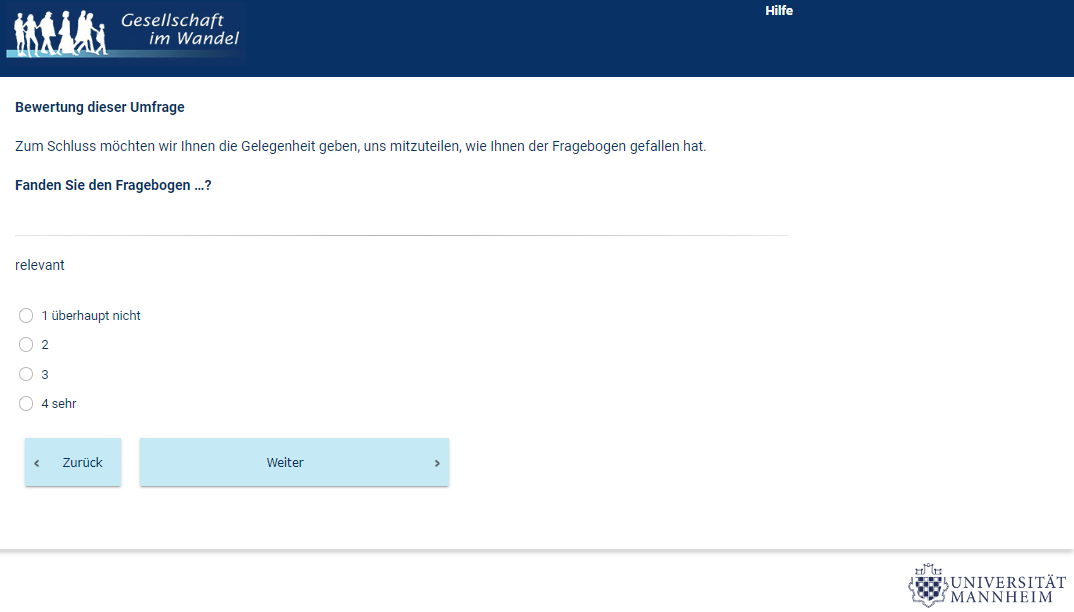 Gesellschaft
im Wandel
Hilfe
Bewertung dieser Umfrage
Zum Schluss möchten wir Ihnen die Gelegenheit geben, uns mitzuteilen, wie Ihnen der Fragebogen gefallen hat.
Fanden Sie den Fragebogen ...?
relevant
1 überhaupt nicht
2
3
4 sehr
‹ Zurück
Weiter ›
UNIVERSITÄT
MANNHEIM